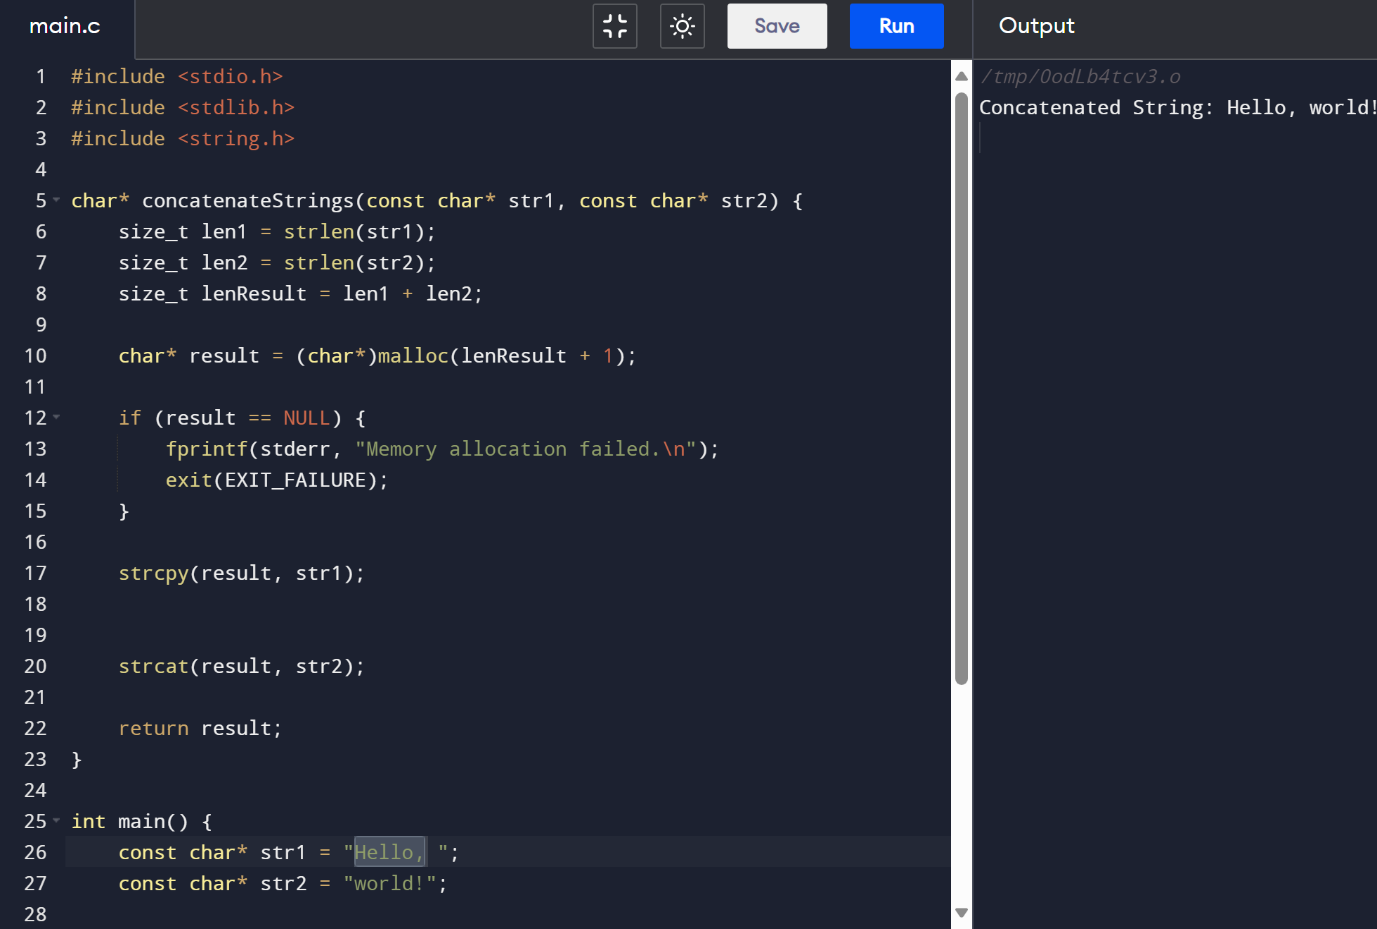 main.c Save Run Output
1 #include <stdio.h>
2 #include <stdlib.h>
3 #include <string.h>
4
5 char* concatenateStrings(const char* str1, const char* str2) {
6     size_t len1 = strlen(str1);
7     size_t len2 = strlen(str2);
8     size_t lenResult = len1 + len2;
9
10     char* result = (char*)malloc(lenResult + 1);
11
12     if (result == NULL) {
13         fprintf(stderr, "Memory allocation failed.\n");
14         exit(EXIT_FAILURE);
15     }
16
17     strcpy(result, str1);
18
19
20     strcat(result, str2);
21
22     return result;
23 }
24
25 int main() {
26     const char* str1 = "Hello, ";
27     const char* str2 = "world!";
28
/tmp/OodLb4tcv3.o
Concatenated String: Hello, world!